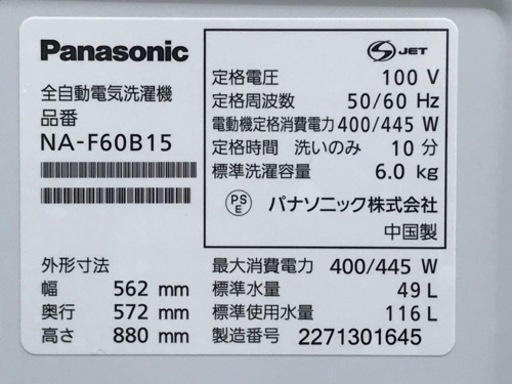 Panasonic
全自動電気洗濯機
品番
NA-F60B15
外形寸法
幅 562 mm
奥行 572 mm
高さ 880 mm
S JET
定格電圧 100 V
定格周波数 50/60 Hz
電動機定格消費電力 400/445 W
定格時間 洗いのみ 10 分
標準洗濯容量 6.0 kg
PS
E パナソニック株式会社
中国製
最大消費電力 400/445 W
標準水量 49 L
標準使用水量 116 L
製造番号 2271301645